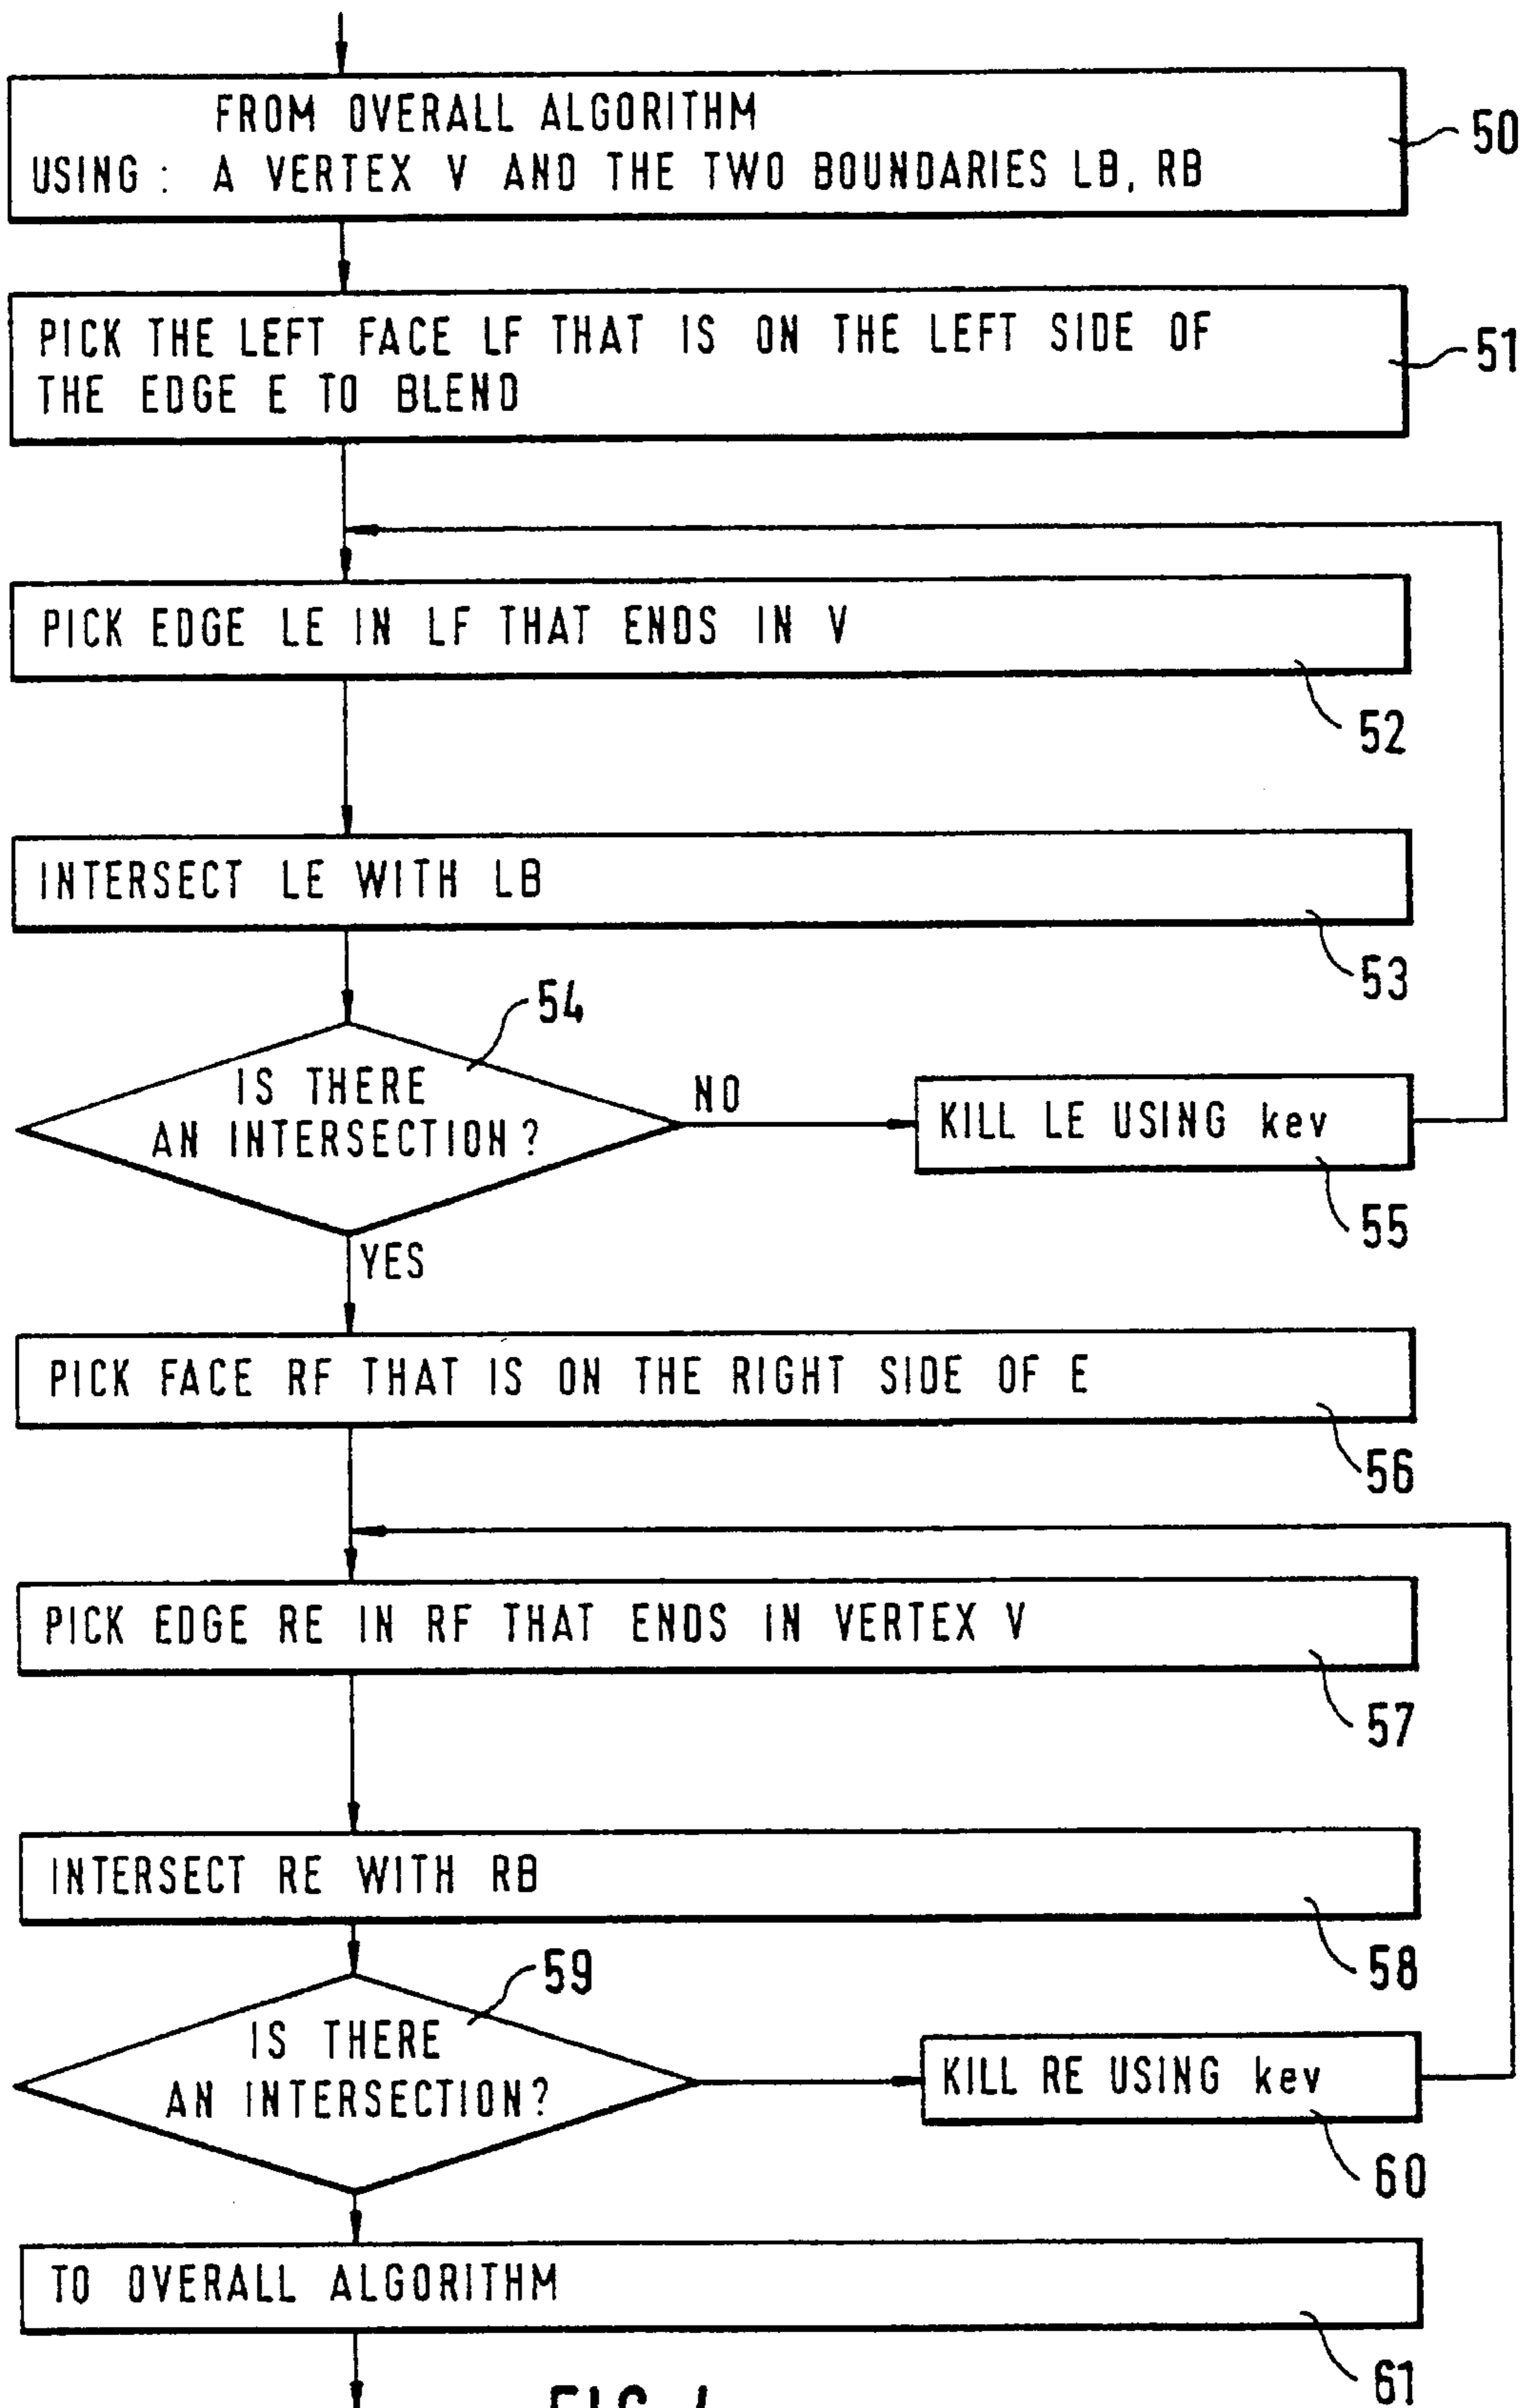 FROM OVERALL ALGORITHM
50
USING : A VERTEX V AND THE TWO BOUNDARIES LB, RB
PICK THE LEFT FACE LF THAT IS ON THE LEFT SIDE OF
51
THE EDGE E TO BLEND
PICK EDGE LE IN LF THAT ENDS IN V
52
INTERSECT LE WITH LB
53
54
IS THERE
AN INTERSECTION?
NO
KILL LE USING kev
55
YES
PICK FACE RF THAT IS ON THE RIGHT SIDE OF E
56
PICK EDGE RE IN RF THAT ENDS IN VERTEX V
57
INTERSECT RE WITH RB
58
59
IS THERE
AN INTERSECTION?
KILL RE USING kev
60
TO OVERALL ALGORITHM
61